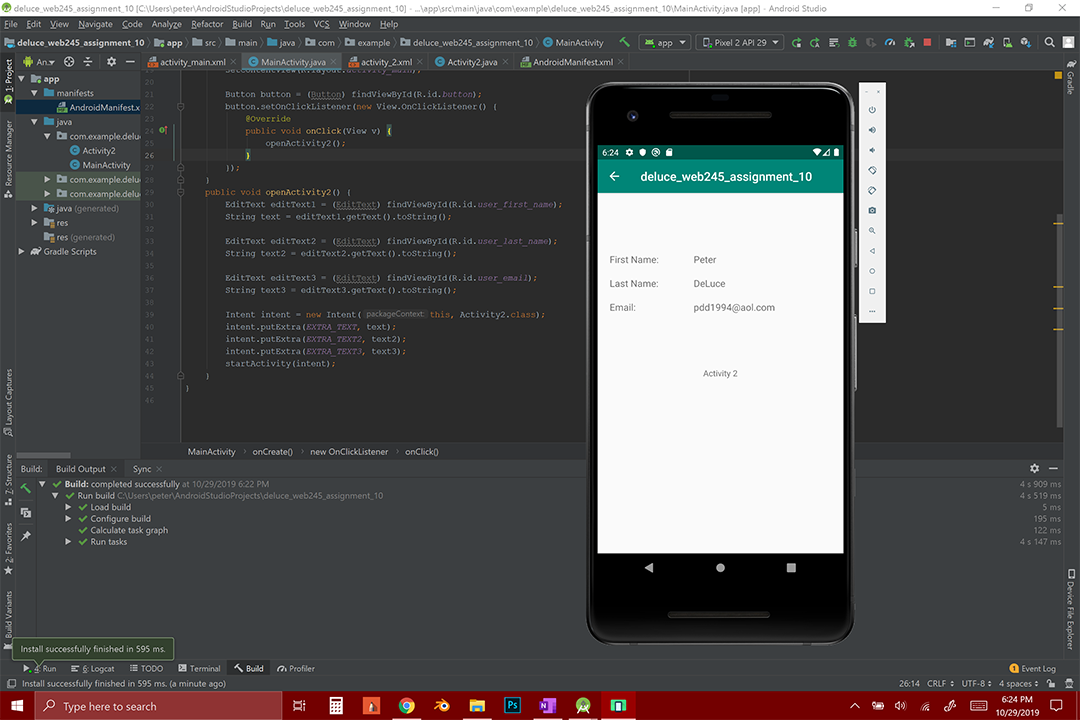 deluce_web245_assignment_10 [C:\Users\peter\AndroidStudioProjects\deluce_web245_assignment_10] - ...\app\src\main\java\com\example\deluce_web245_assignment_10\MainActivity.java [app] - Android Studio
File Edit View Navigate Code Analyze Refactor Build Run Tools VCS Window Help
deluce_web245_assignment_10 app src main java com example deluce_web245_assignment_10 MainActivity app Pixel 2 API 29
An... activity_main.xml MainActivity.java activity_2.xml Activity2.java AndroidManifest.xml
1: Project
Resource Manager
Layout Captures
7: Structure
2: Favorites
Build Variants
Gradle
Device File Explorer
app
manifests
AndroidManifest.x
java
com.example.delu
Activity2
MainActivity
com.example.delu
com.example.delu
java (generated)
res
res (generated)
Gradle Scripts
20 setContentView(R.layout.activity_main);
21
22 Button button = (Button) findViewById(R.id.button);
23 button.setOnClickListener(new View.OnClickListener() {
@Override
24 public void onClick(View v) {
25 openActivity2();
26 }
27 });
28 }
29 public void openActivity2() {
30 EditText editText1 = (EditText) findViewById(R.id.user_first_name);
31 String text = editText1.getText().toString();
32
33 EditText editText2 = (EditText) findViewById(R.id.user_last_name);
34 String text2 = editText2.getText().toString();
35
36 EditText editText3 = (EditText) findViewById(R.id.user_email);
37 String text3 = editText3.getText().toString();
38
39 Intent intent = new Intent( packageContext: this, Activity2.class);
40 intent.putExtra(EXTRA_TEXT, text);
41 intent.putExtra(EXTRA_TEXT2, text2);
42 intent.putExtra(EXTRA_TEXT3, text3);
43 startActivity(intent);
44 }
45 }
46
MainActivity onCreate() new OnClickListener onClick()
6:24
deluce_web245_assignment_10
First Name: Peter
Last Name: DeLuce
Email: pdd1994@aol.com
Activity 2
Build: Build Output Sync
Build: completed successfully at 10/29/2019 6:22 PM 4 s 909 ms
Run build C:\Users\peter\AndroidStudioProjects\deluce_web245_assignment_10 4 s 519 ms
Load build 5 ms
Configure build 195 ms
Calculate task graph 122 ms
Run tasks 4 s 147 ms
Install successfully finished in 595 ms.
4: Run 6: Logcat TODO Terminal Build Profiler 1 Event Log
Install successfully finished in 595 ms. (a minute ago) 26:14 CRLF UTF-8 4 spaces
Type here to search
Ps
6:24 PM
10/29/2019